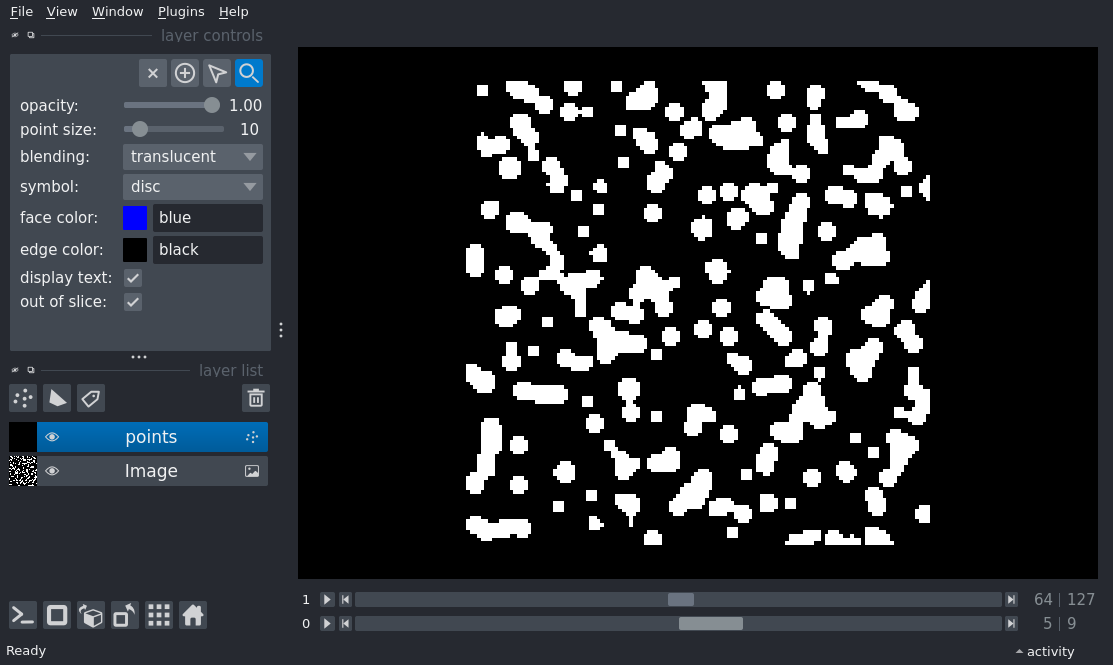 File View Window Plugins Help
layer controls
opacity: 1.00
point size: 10
blending: translucent
symbol: disc
face color: blue
edge color: black
display text:
out of slice:
layer list
points
Image
1 64 | 127
0 5 | 9
Ready activity